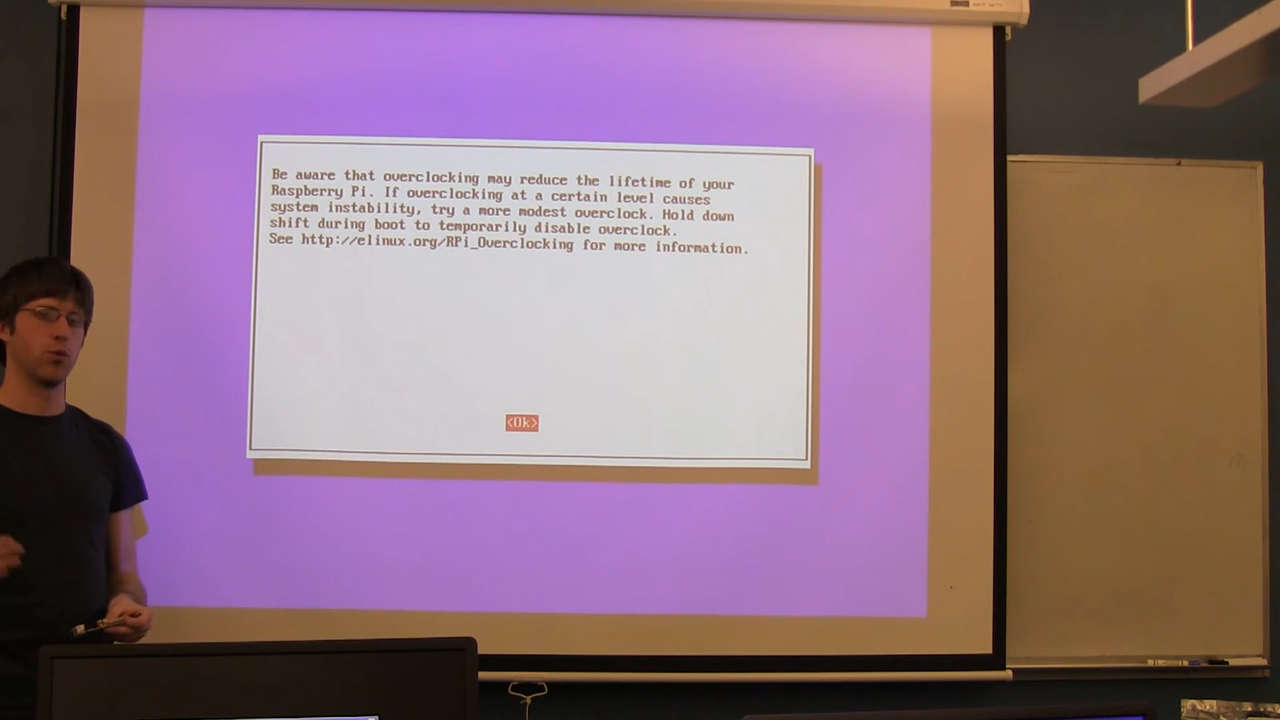 Be aware that overclocking may reduce the lifetime of your
Raspberry Pi. If overclocking at a certain level causes
system instability, try a more modest overclock. Hold down
shift during boot to temporarily disable overclock.
See http://elinux.org/RPi_Overclocking for more information.
<Ok>